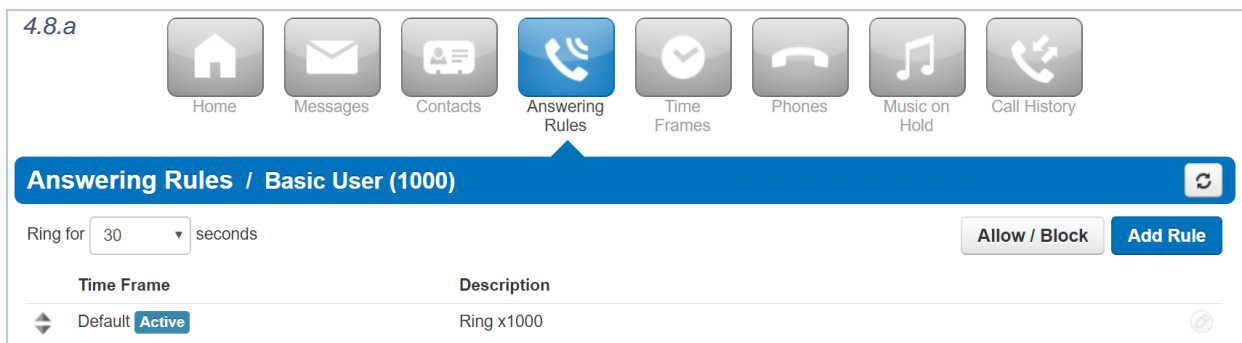 4.8.a
Home
Messages
Contacts
Answering
Rules
Time
Frames
Phones
Music on
Hold
Call History
Answering Rules / Basic User (1000)
Ring for 30 seconds
Allow / Block
Add Rule
Time Frame Description
Default Active Ring x1000